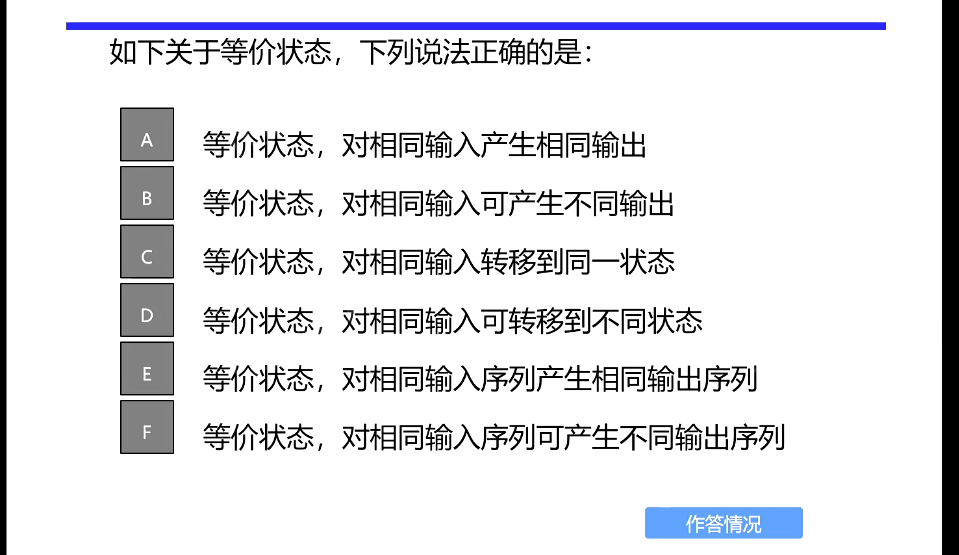 如下关于等价状态，下列说法正确的是：
A 等价状态，对相同输入产生相同输出
B 等价状态，对相同输入可产生不同输出
C 等价状态，对相同输入转移到同一状态
D 等价状态，对相同输入可转移到不同状态
E 等价状态，对相同输入序列产生相同输出序列
F 等价状态，对相同输入序列可产生不同输出序列
作答情况